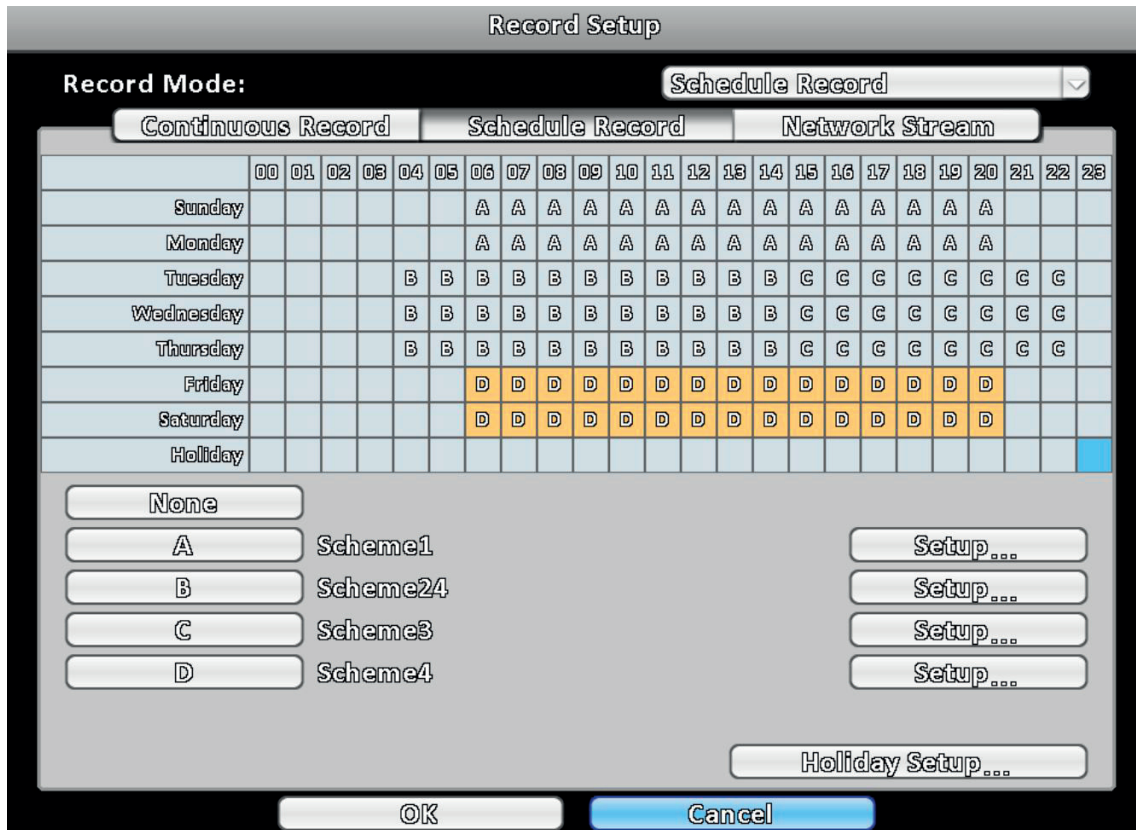 Record Setup
Record Mode: Schedule Record
Continuous Record Schedule Record Network Stream
00 01 02 03 04 05 06 07 08 09 10 11 12 13 14 15 16 17 18 19 20 21 22 23
Sunday A A A A A A A A A A A A A A A
Monday A A A A A A A A A A A A A A A
Tuesday B B B B B B B B B B B C C C C C C C C
Wednesday B B B B B B B B B B B C C C C C C C C
Thursday B B B B B B B B B B B C C C C C C C C
Friday D D D D D D D D D D D D D D D
Saturday D D D D D D D D D D D D D D D
Holiday
None
A Scheme1 Setup...
B Scheme24 Setup...
C Scheme3 Setup...
D Scheme4 Setup...
Holiday Setup...
OK Cancel